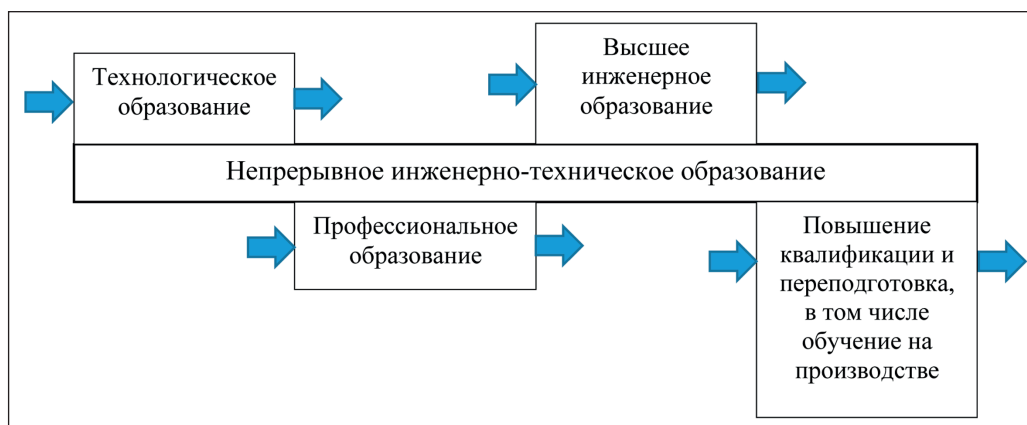 Технологическое
образование
Высшее
инженерное
образование
Непрерывное инженерно-техническое образование
Профессиональное
образование
Повышение
квалификации и
переподготовка,
в том числе
обучение на
производстве